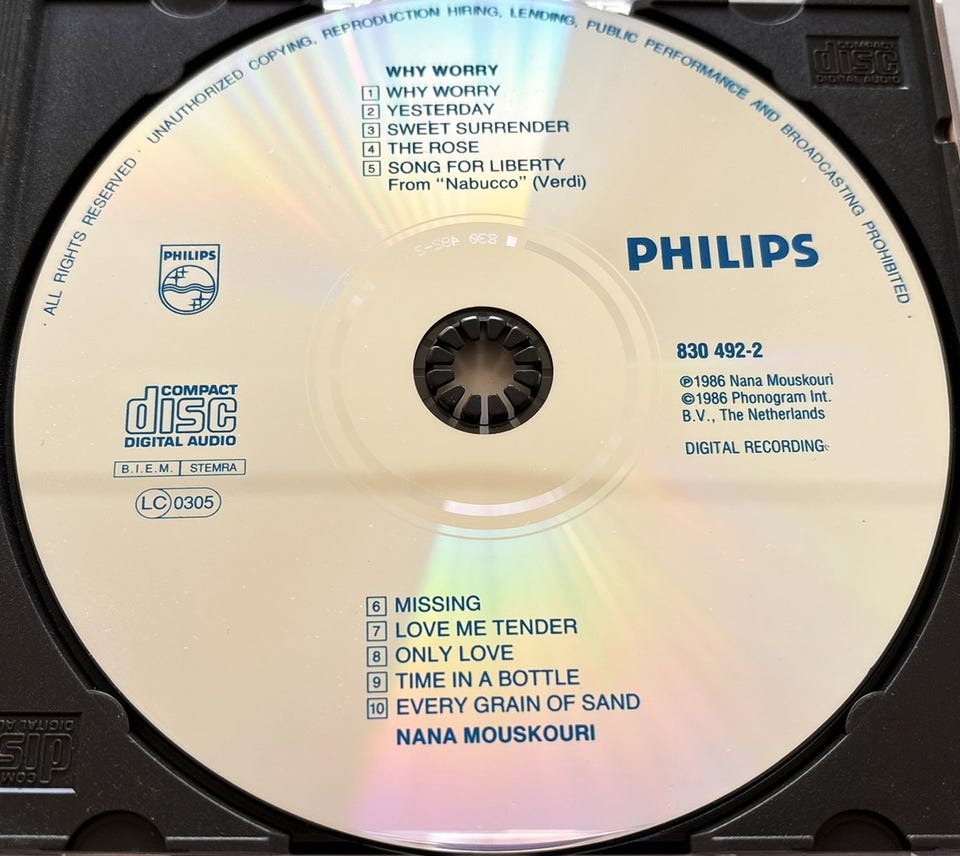 · ALL RIGHTS RESERVED · UNAUTHORIZED COPYING, REPRODUCTION HIRING, LENDING, PUBLIC PERFORMANCE AND BROADCASTING PROHIBITED ·
COMPACT
disc
DIGITAL AUDIO
WHY WORRY
1 WHY WORRY
2 YESTERDAY
3 SWEET SURRENDER
4 THE ROSE
5 SONG FOR LIBERTY
From “Nabucco” (Verdi)
830 492-2
PHILIPS
PHILIPS
830 492-2
℗1986 Nana Mouskouri
©1986 Phonogram Int.
B.V., The Netherlands
DIGITAL RECORDING
COMPACT
disc
DIGITAL AUDIO
B.I.E.M. STEMRA
LC 0305
6 MISSING
7 LOVE ME TENDER
8 ONLY LOVE
9 TIME IN A BOTTLE
10 EVERY GRAIN OF SAND
NANA MOUSKOURI